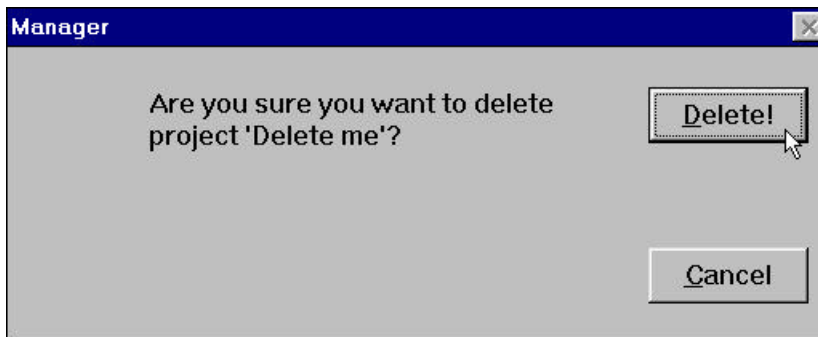 Manager
Are you sure you want to delete
project 'Delete me'?
Delete!
Cancel